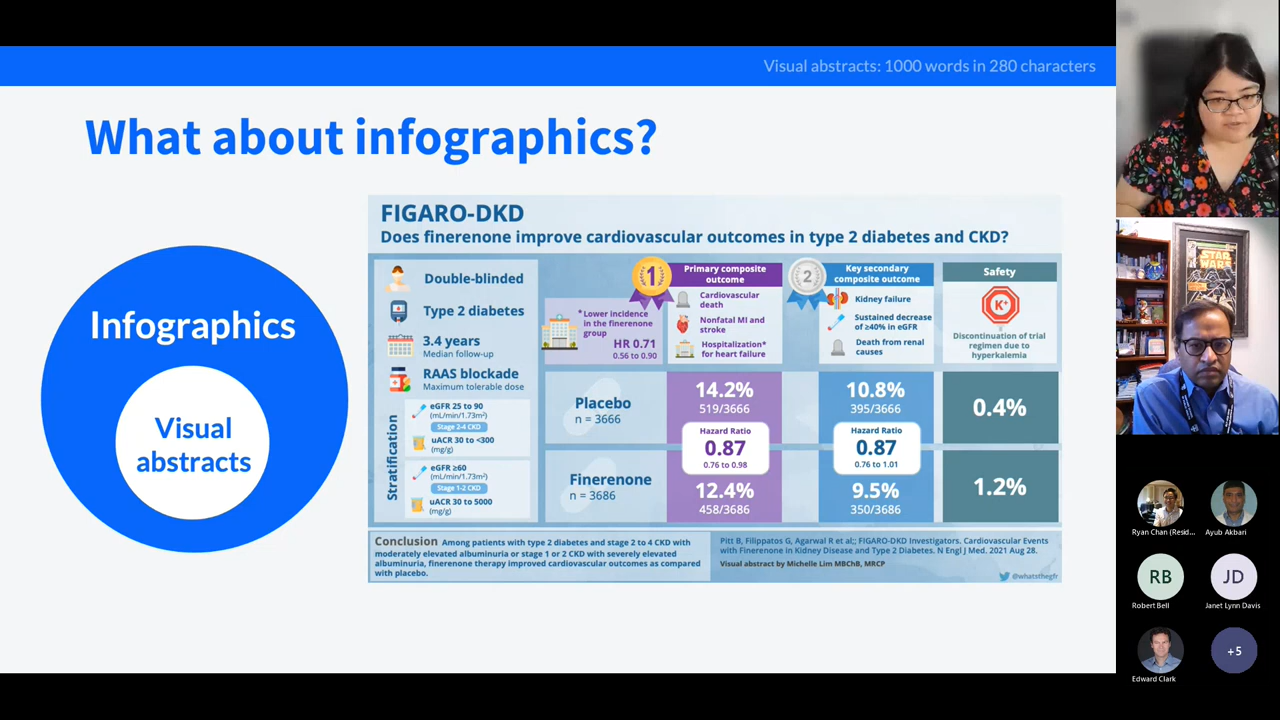 Visual abstracts: 1000 words in 280 characters
What about infographics?
Infographics
Visual
abstracts
FIGARO-DKD
Does finerenone improve cardiovascular outcomes in type 2 diabetes and CKD?
Double-blinded
Type 2 diabetes
3.4 years
Median follow-up
RAAS blockade
Maximum tolerable dose
Stratification
eGFR 25 to 90
(mL/min/1.73m²)
Stage 2-4 CKD
uACR 30 to <300
(mg/g)
eGFR ≥60
(mL/min/1.73m²)
Stage 1-2 CKD
uACR 30 to 5000
(mg/g)
* Lower incidence
in the finerenone
group
HR 0.71
0.56 to 0.90
1
Primary composite
outcome
Cardiovascular
death
Nonfatal MI and
stroke
Hospitalization*
for heart failure
2
Key secondary
composite outcome
Kidney failure
Sustained decrease
of ≥40% in eGFR
Death from renal
causes
Safety
K+
Discontinuation of trial
regimen due to
hyperkalemia
Placebo
n = 3666
14.2%
519/3666
10.8%
395/3666
0.4%
Hazard Ratio
0.87
0.76 to 0.98
Hazard Ratio
0.87
0.76 to 1.01
Finerenone
n = 3686
12.4%
458/3686
9.5%
350/3686
1.2%
Conclusion Among patients with type 2 diabetes and stage 2 to 4 CKD with
moderately elevated albuminuria or stage 1 or 2 CKD with severely elevated
albuminuria, finerenone therapy improved cardiovascular outcomes as compared
with placebo.
Pitt B, Filippatos G, Agarwal R et al;; FIGARO-DKD Investigators. Cardiovascular Events
with Finerenone in Kidney Disease and Type 2 Diabetes. N Engl J Med. 2021 Aug 28.
Visual abstract by Michelle Lim MBChB, MRCP
@whatsthegfr
STAR
WARS
Ryan Chan (Resid...
Ayub Akbari
RB
JD
Robert Bell
Janet Lynn Davis
+5
Edward Clark